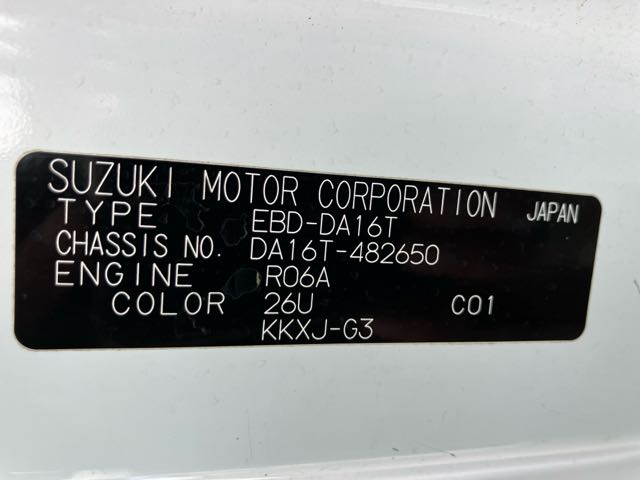 SUZUKI MOTOR CORPORATION JAPAN
TYPE EBD-DA16T
CHASSIS NO. DA16T-482650
ENGINE R06A
COLOR 26U C01
KKXJ-G3